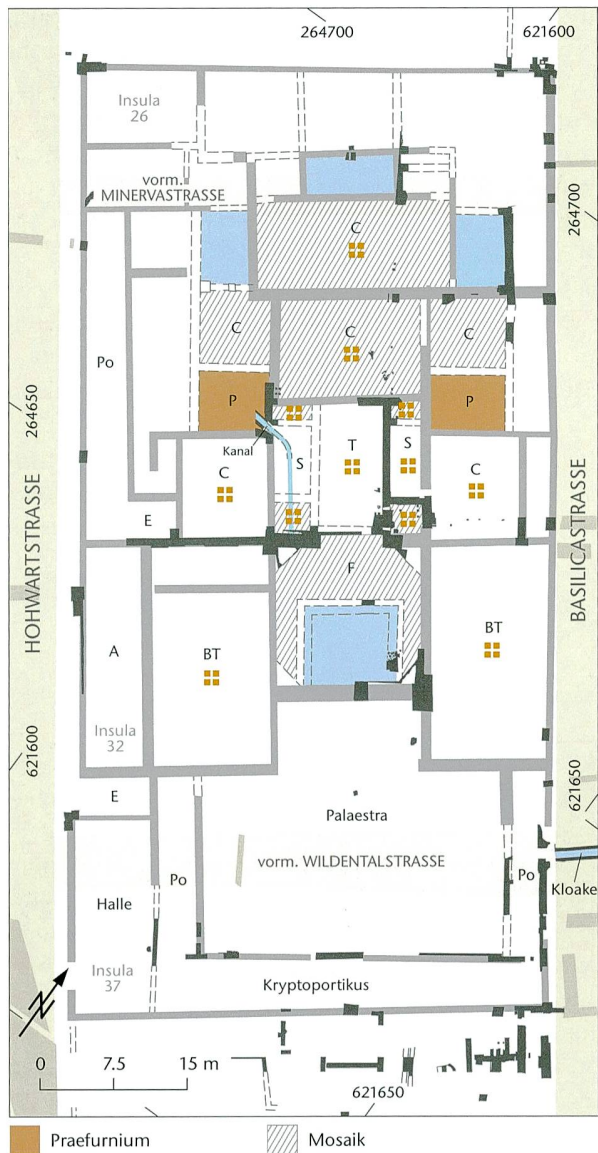 264700
621600
Insula
26
vorm.
MINERVASTRASSE
264700
C
C
C
C
Po
264650
P
P
Kanal
S
T
S
C
C
E
HOHWARTSTRASSE
BASILICASTRASSE
F
A
BT
BT
Insula
32
621600
621650
E
Palaestra
vorm. WILDENTALSTRASSE
Po
Po
Kloake
Halle
Insula
37
Kryptoportikus
N
0 7.5 15 m
621650
Praefurnium
Mosaik